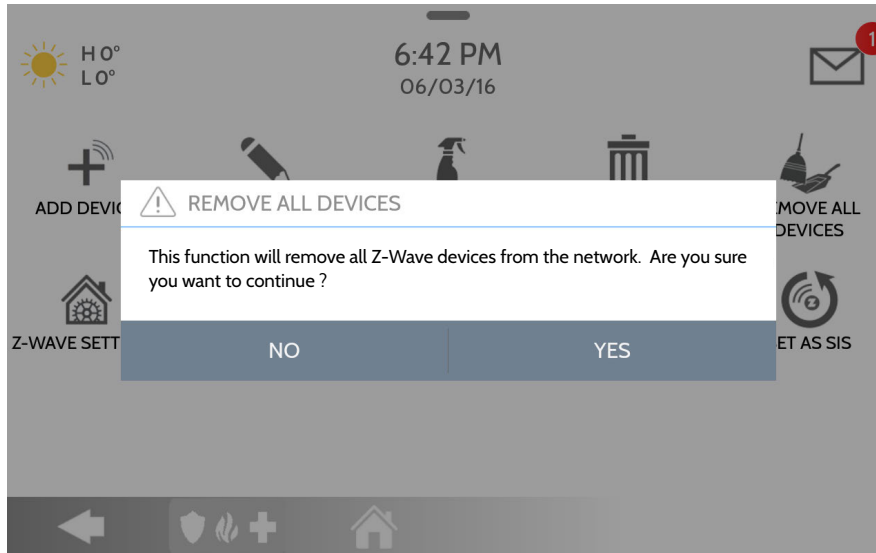 H 0°
L 0°
6:42 PM
06/03/16
1
ADD DEVIC
MOVE ALL
DEVICES
REMOVE ALL DEVICES
This function will remove all Z-Wave devices from the network. Are you sure
you want to continue ?
NO
YES
Z-WAVE SETT
ET AS SIS